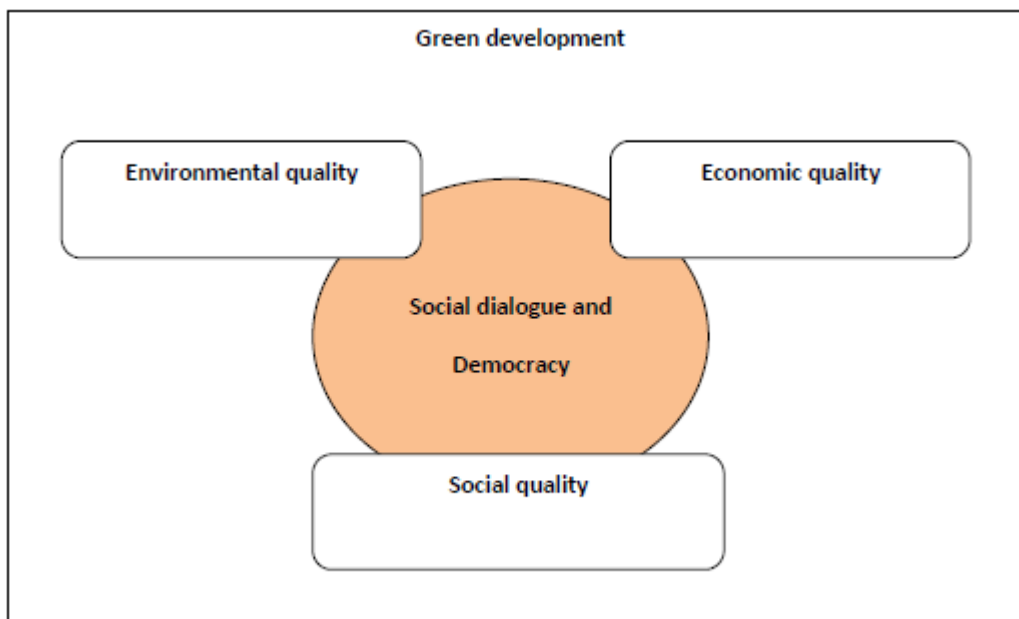 Green development
Environmental quality
Economic quality
Social dialogue and
Democracy
Social quality